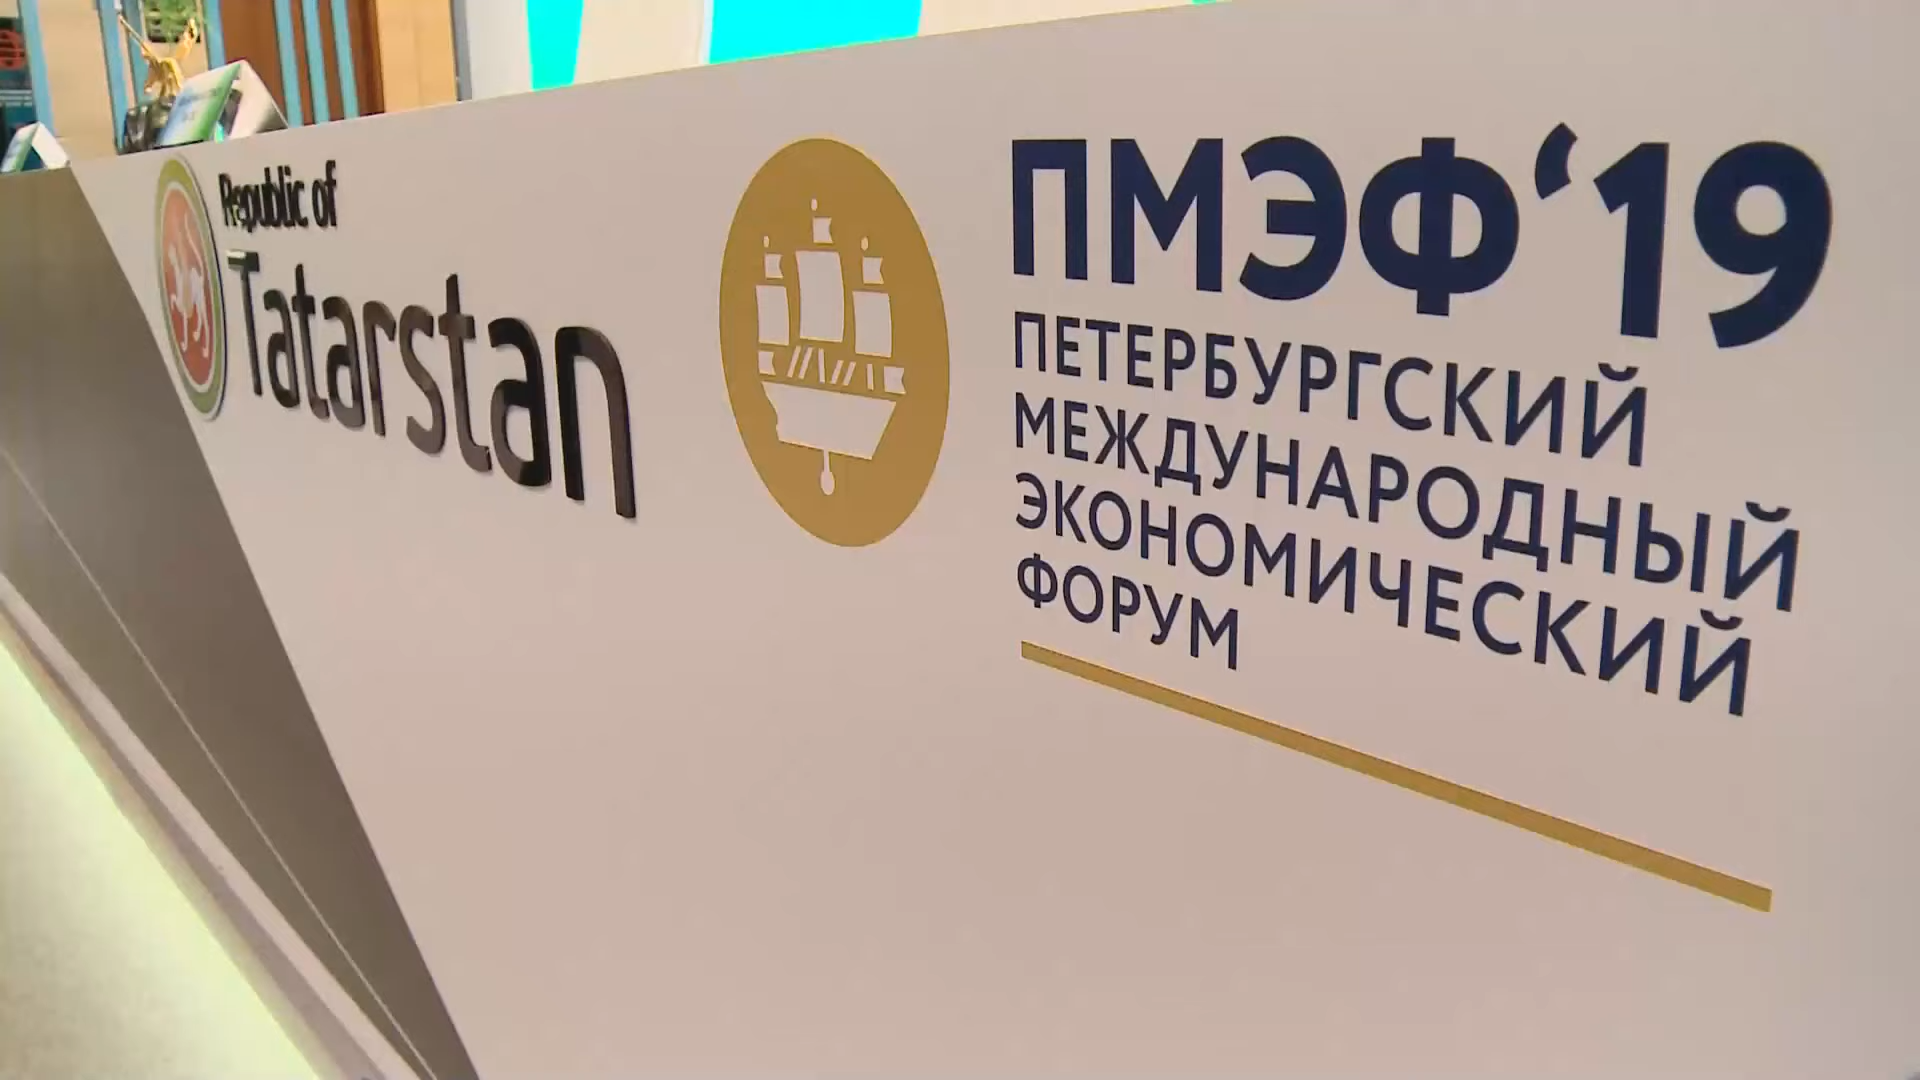 Republic of
Tatarstan
ПМЭФ‘19
ПЕТЕРБУРГСКИЙ
МЕЖДУНАРОДНЫЙ
ЭКОНОМИЧЕСКИЙ
ФОРУМ